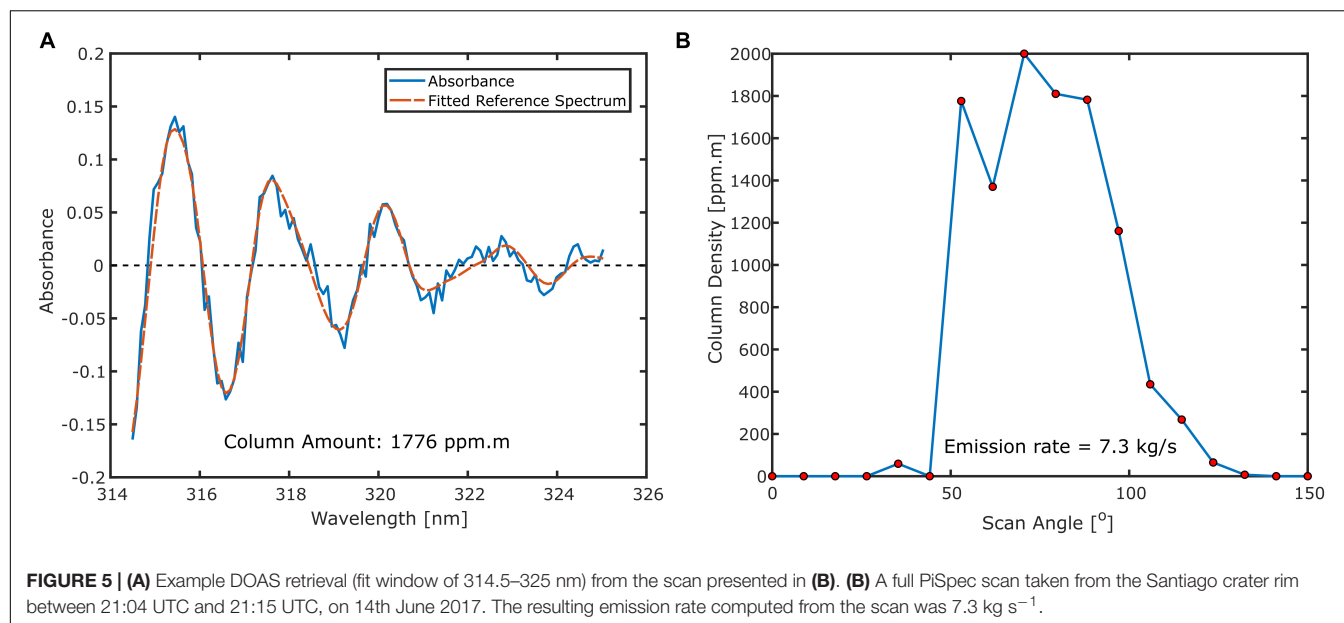 A
0.2
0.15
0.1
0.05
0
-0.05
-0.1
-0.15
-0.2
Absorbance
Absorbance
Fitted Reference Spectrum
Column Amount: 1776 ppm.m
314 316 318 320 322 324 326
Wavelength [nm]
B
2000
1800
1600
1400
1200
1000
800
600
400
200
0
Column Density [ppm.m]
Emission rate = 7.3 kg/s
0 50 100 150
Scan Angle [°]
FIGURE 5 | (A) Example DOAS retrieval (fit window of 314.5–325 nm) from the scan presented in (B). (B) A full PiSpec scan taken from the Santiago crater rim
between 21:04 UTC and 21:15 UTC, on 14th June 2017. The resulting emission rate computed from the scan was 7.3 kg s⁻¹.